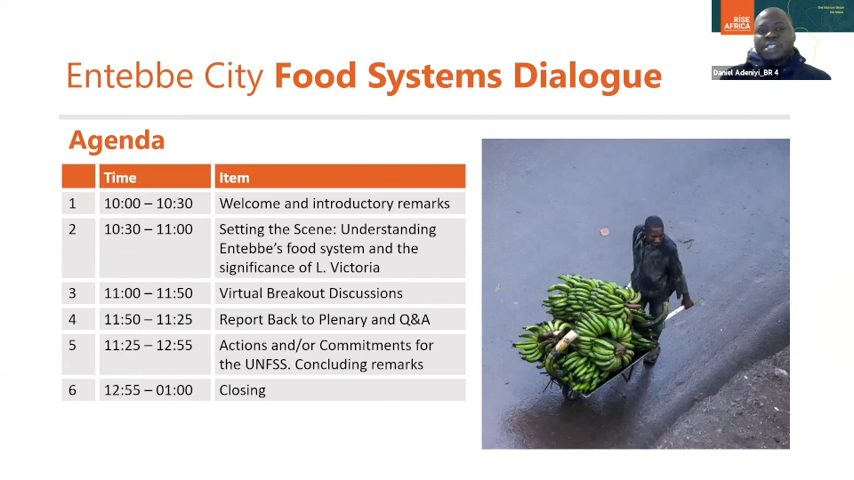 RISE
AFRICA
Daniel Adeniyi_BR 4
Entebbe City Food Systems Dialogue
Agenda
Time Item
1 10:00 – 10:30 Welcome and introductory remarks
2 10:30 – 11:00 Setting the Scene: Understanding
Entebbe's food system and the
significance of L. Victoria
3 11:00 – 11:50 Virtual Breakout Discussions
4 11:50 – 11:25 Report Back to Plenary and Q&A
5 11:25 – 12:55 Actions and/or Commitments for
the UNFSS. Concluding remarks
6 12:55 – 01:00 Closing